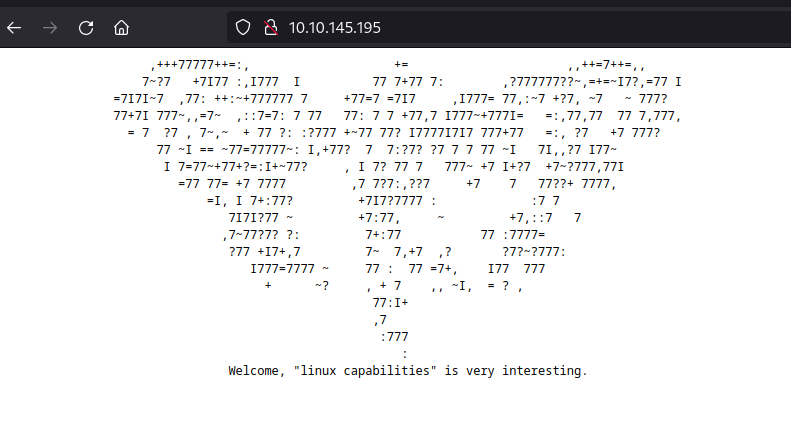 10.10.145.195
,+++77777++=:,                    +=                      ,,++=7++=,,
7~?7   +7I77 :,I777  I          77 7+77 7:        ,?777777??~,=+=~I7?,=77 I
=7I7I~7  ,77: ++:~+777777 7     +77=7 =7I7     ,I777= 77,:~7 +?7, ~7   ~ 777?
77+7I 777~,,=7~  ,::7=7: 7 77   77: 7 7 +77,7 I777~+777I=   =:,77,77  77 7,777,
= 7  ?7 , 7~,~  + 77 ?: :?777 +~77 77? I7777I7I7 777+77   =:, ?7   +7 777?
77 ~I == ~77=77777~: I,+77?  7  7:7?? ?7 7 7 77 ~I   7I,,?7 I77~
I 7=77~+77+?=:I+~77?     , I 7? 77 7   777~ +7 I+?7  +7~?777,77I
=77 77= +7 7777         ,7 7?7:,??7     +7    7   77??+ 7777,
=I, I 7+:77?         +7I7?7777 :             :7 7
7I7I?77 ~         +7:77,     ~         +7,::7   7
,7~77?7? ?:         7+:77           77 :7777=
?77 +I7+,7         7~  7,+7  ,?       ?7?~?777:
I777=7777 ~     77 :  77 =7+,    I77  777
+      ~?     , + 7    ,, ~I,  = ? ,
77:I+
,7
:777
:
Welcome, "linux capabilities" is very interesting.